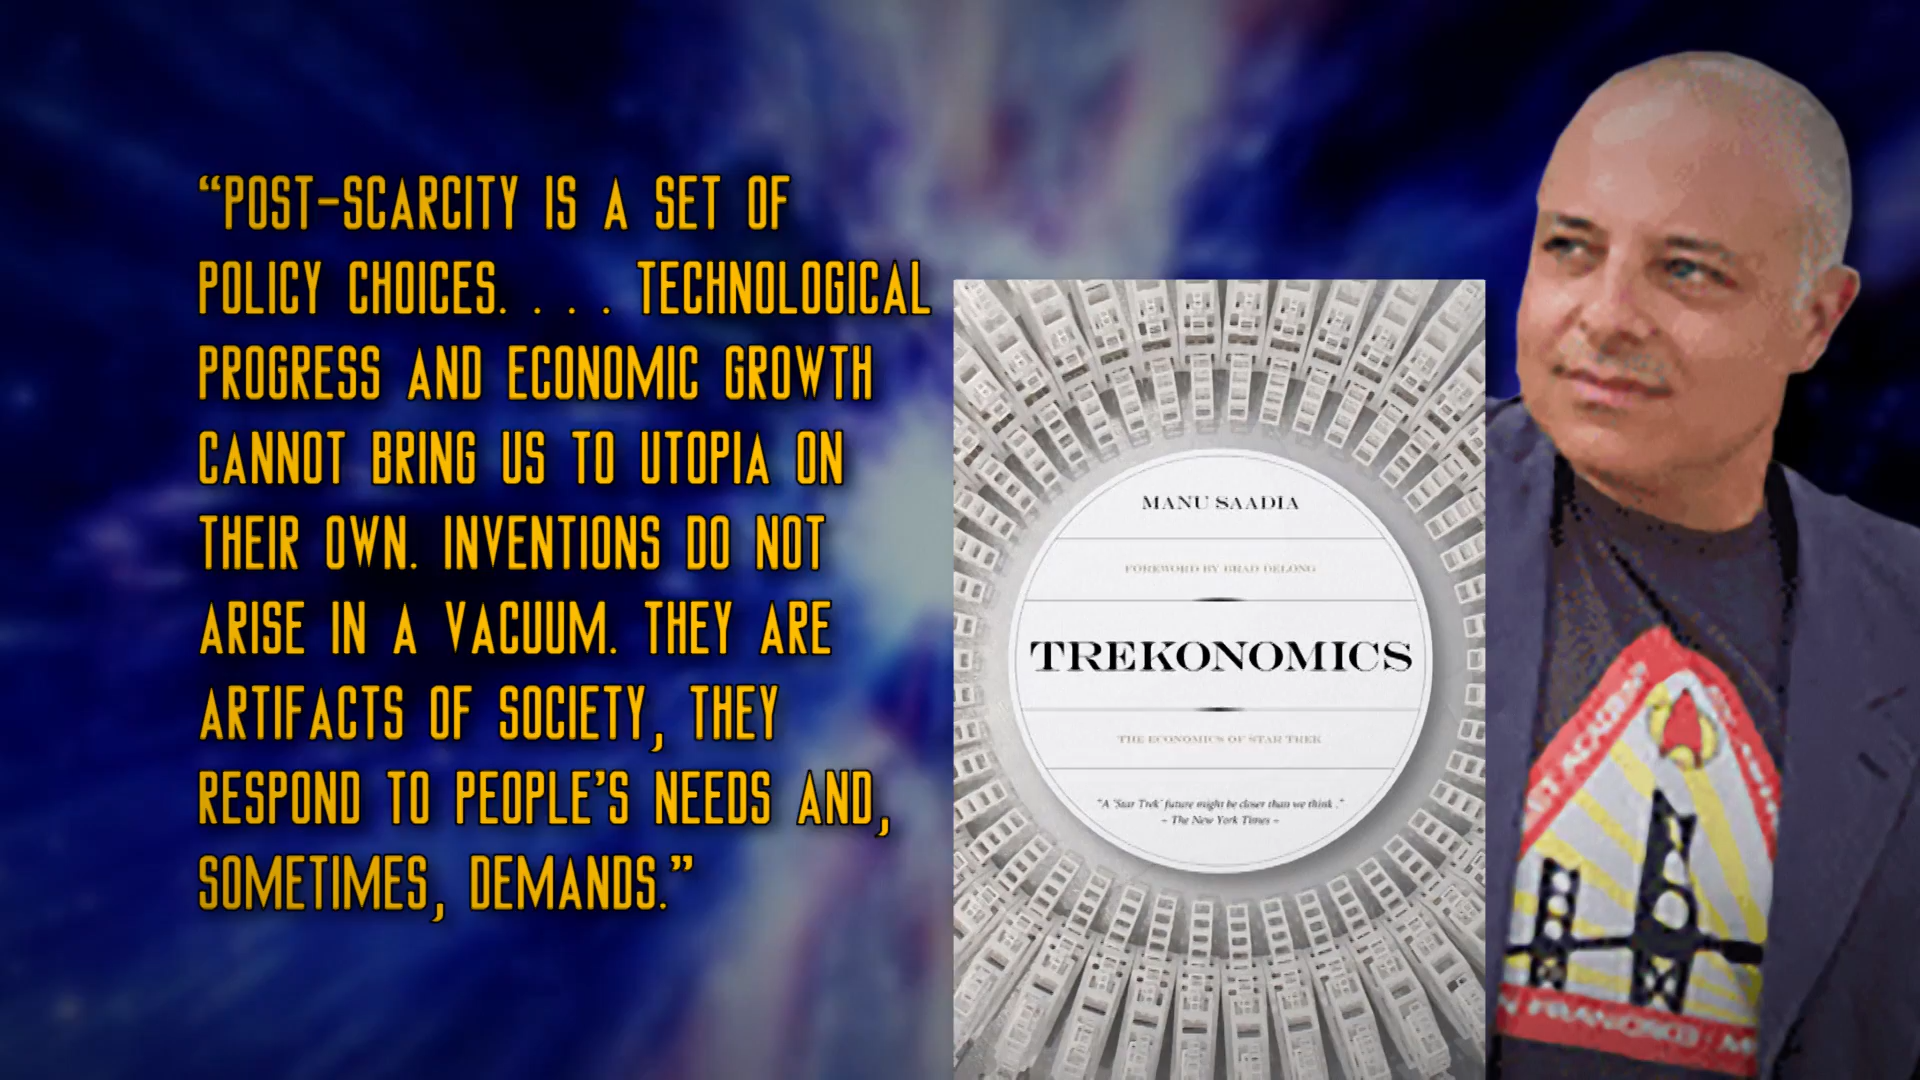 “POST-SCARCITY IS A SET OF
POLICY CHOICES. . . . TECHNOLOGICAL
PROGRESS AND ECONOMIC GROWTH
CANNOT BRING US TO UTOPIA ON
THEIR OWN. INVENTIONS DO NOT
ARISE IN A VACUUM. THEY ARE
ARTIFACTS OF SOCIETY, THEY
RESPOND TO PEOPLE’S NEEDS AND,
SOMETIMES, DEMANDS.”
MANU SAADIA
FOREWORD BY BRAD DELONG
TREKONOMICS
THE ECONOMICS OF STAR TREK
"A 'Star Trek' future might be closer than we think."
– The New York Times –
FRANCISCO